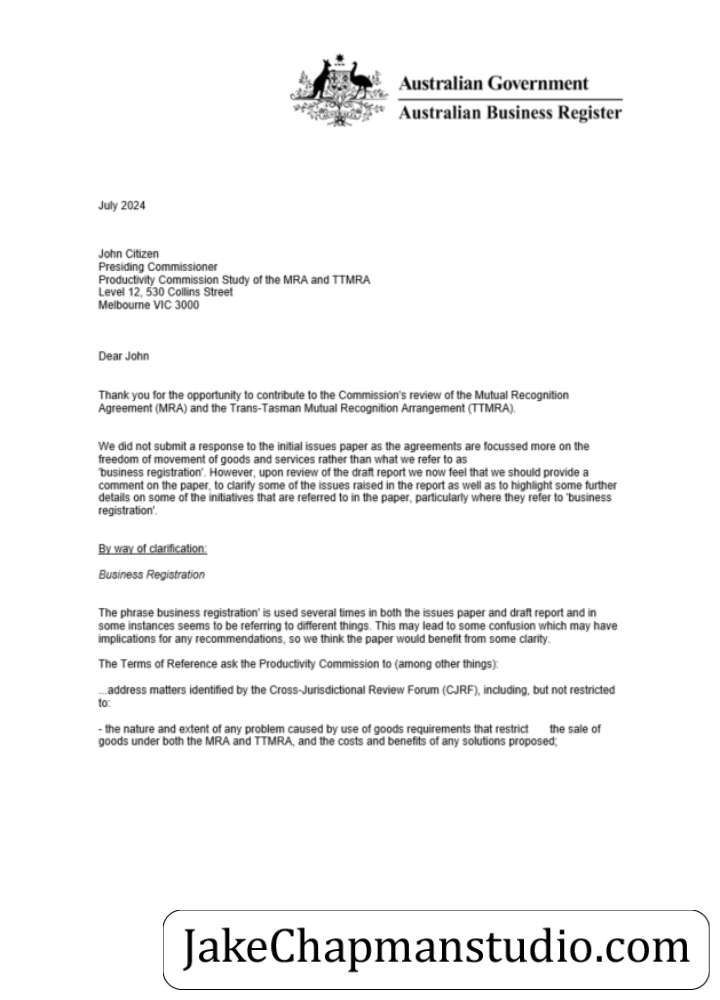 Australian Government
Australian Business Register
July 2024
John Citizen
Presiding Commissioner
Productivity Commission Study of the MRA and TTMRA
Level 12, 530 Collins Street
Melbourne VIC 3000
Dear John
Thank you for the opportunity to contribute to the Commission's review of the Mutual Recognition
Agreement (MRA) and the Trans-Tasman Mutual Recognition Arrangement (TTMRA).
We did not submit a response to the initial issues paper as the agreements are focussed more on the
freedom of movement of goods and services rather than what we refer to as
'business registration'. However, upon review of the draft report we now feel that we should provide a
comment on the paper, to clarify some of the issues raised in the report as well as to highlight some further
details on some of the initiatives that are referred to in the paper, particularly where they refer to 'business
registration'.
By way of clarification:
Business Registration
The phrase business registration' is used several times in both the issues paper and draft report and in
some instances seems to be referring to different things. This may lead to some confusion which may have
implications for any recommendations, so we think the paper would benefit from some clarity.
The Terms of Reference ask the Productivity Commission to (among other things):
...address matters identified by the Cross-Jurisdictional Review Forum (CJRF), including, but not restricted
to:
- the nature and extent of any problem caused by use of goods requirements that restrict the sale of
goods under both the MRA and TTMRA, and the costs and benefits of any solutions proposed;
JakeChapmanstudio.com